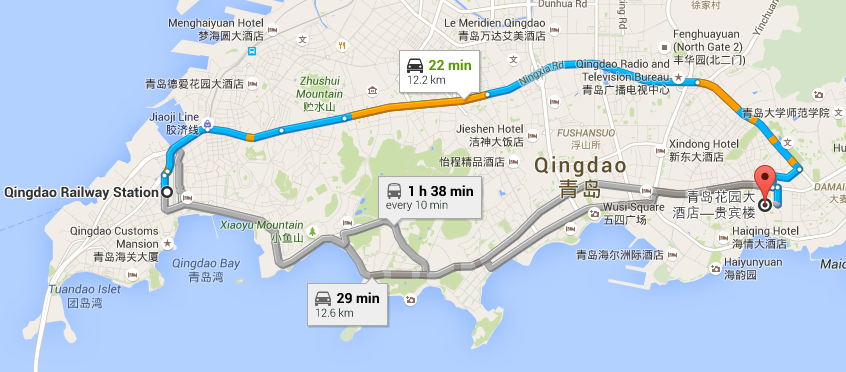 Dunhua Rd
徐家村
Yinchuan
Menghaiyuan Hotel
梦海圆大酒店
Le Meridien Qingdao
青岛万达艾美酒店
Fenghuayuan
(North Gate 2)
丰华园(北二门)
22 min
12.2 km
Ningxia Rd
Qingdao Radio and
Television Bureau
青岛广播电视中心
青岛德爱花园大酒店
Zhushui
Mountain
贮水山
青岛大学师范学院
Jiaoji Line
胶济线
Jieshen Hotel
洁神大饭店
FUSHANSUO
浮山所
Xindong Hotel
新东大酒店
怡程精品酒店
Qingdao
青岛
Qingdao Railway Station
1 h 38 min
every 10 min
DAMAI
大麦
青岛花园大
酒店—贵宾楼
Wusi Square
五四广场
Xiaoyu Mountain
小鱼山
Qingdao Customs
Mansion
青岛海关大厦
Haiqing Hotel
海情大酒店
青岛海尔洲际酒店
Haiyunyuan
海韵园
Qingdao Bay
青岛湾
Tuandao Islet
团岛湾
29 min
12.6 km